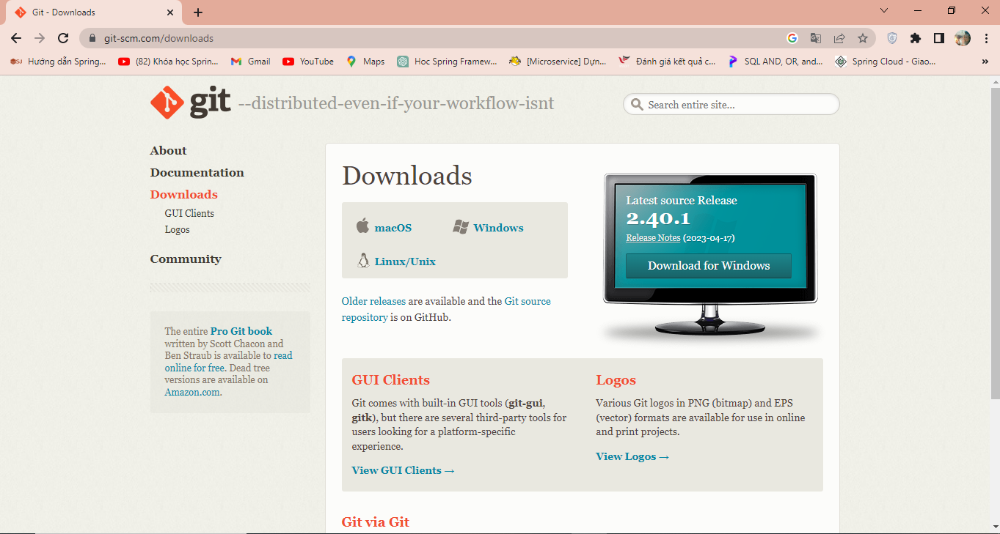 Git - Downloads
git-scm.com/downloads
Hướng dẫn Spring...
(82) Khóa học Sprin...
Gmail
YouTube
Maps
Hoc Spring Framew...
[Microservice] Dựn...
Đánh giá kết quả c...
SQL AND, OR, and...
Spring Cloud - Giao...
»
git --distributed-even-if-your-workflow-isnt
Search entire site...
About
Documentation
Downloads
GUI Clients
Logos
Community
The entire Pro Git book
written by Scott Chacon and
Ben Straub is available to read
online for free. Dead tree
versions are available on
Amazon.com.
Downloads
macOS
Windows
Linux/Unix
Older releases are available and the Git source
repository is on GitHub.
Latest source Release
2.40.1
Release Notes (2023-04-17)
Download for Windows
GUI Clients
Git comes with built-in GUI tools (git-gui,
gitk), but there are several third-party tools for
users looking for a platform-specific
experience.
View GUI Clients →
Logos
Various Git logos in PNG (bitmap) and EPS
(vector) formats are available for use in online
and print projects.
View Logos →
Git via Git